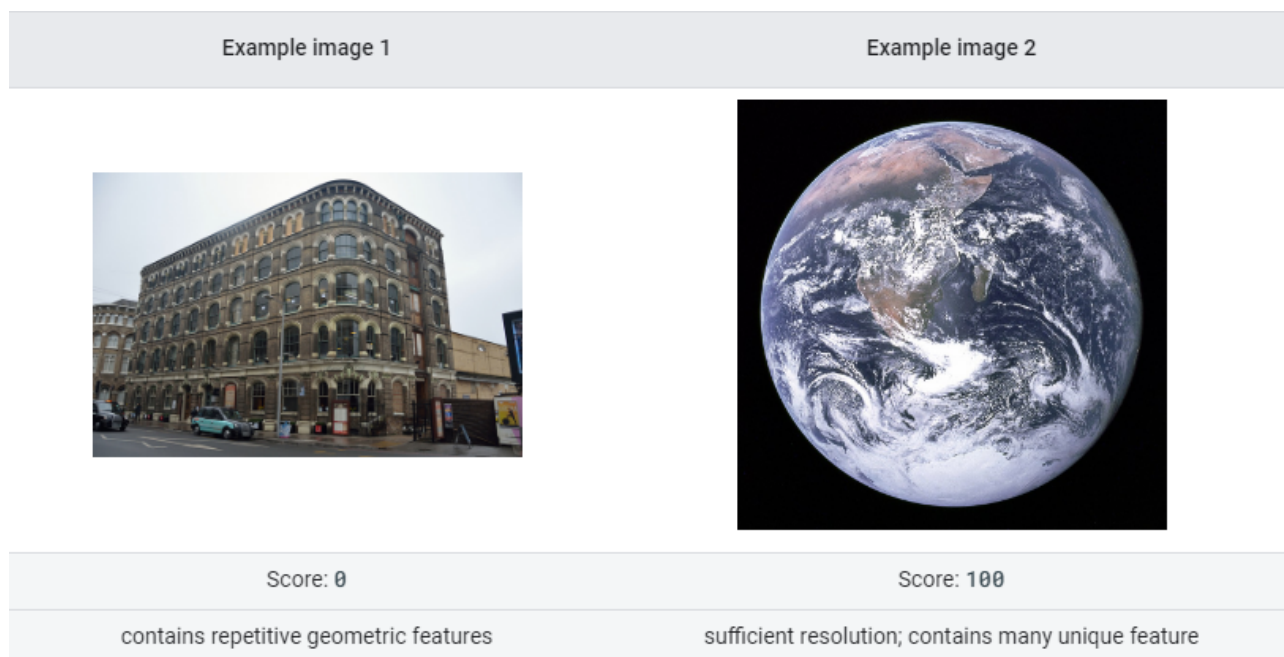 Example image 1
Example image 2
Score: 0
Score: 100
contains repetitive geometric features
sufficient resolution; contains many unique feature